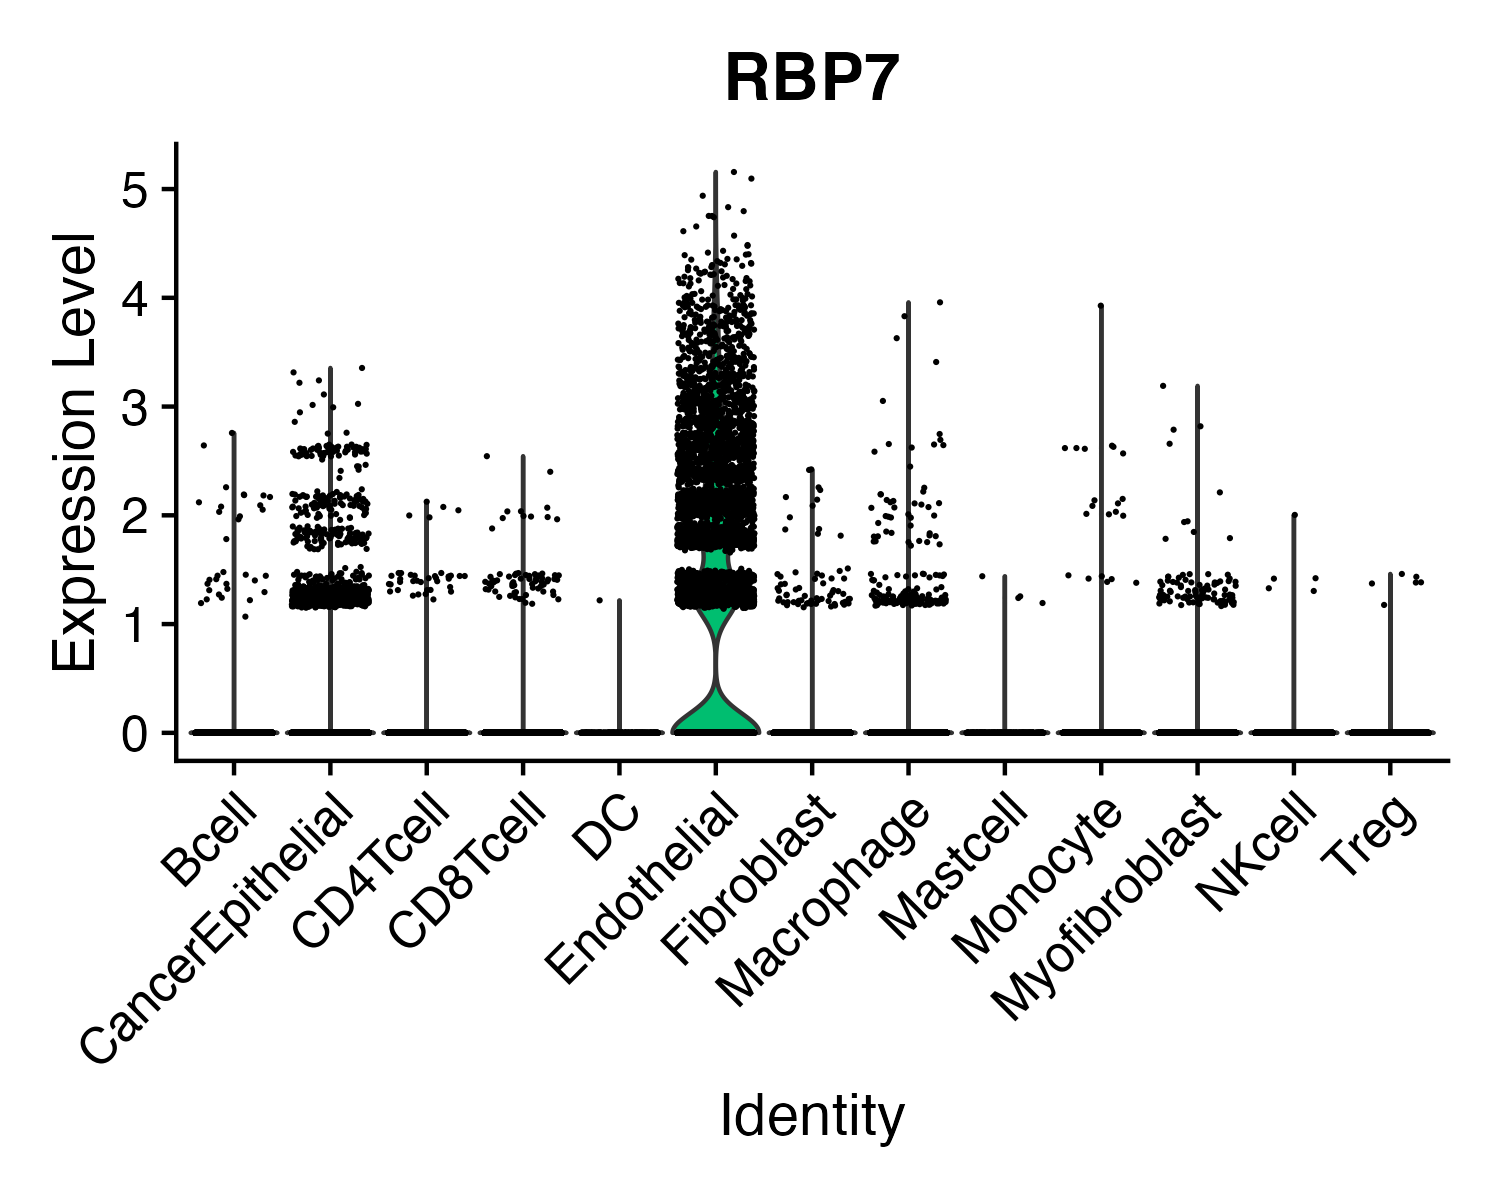 RBP7
Expression Level
5
4
3
2
1
0
Bcell
CancerEpithelial
CD4Tcell
CD8Tcell
DC
Endothelial
Fibroblast
Macrophage
Mastcell
Monocyte
Myofibroblast
NKcell
Treg
Identity